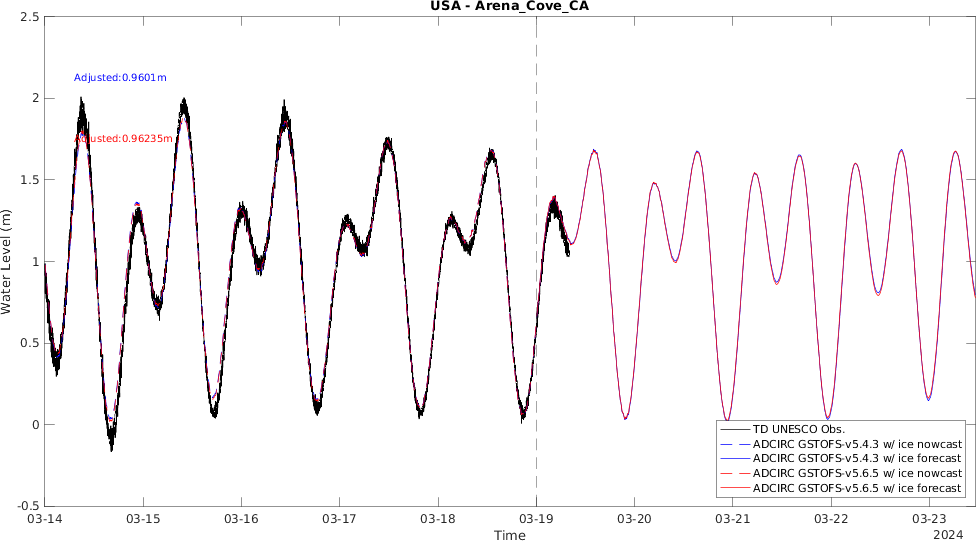 USA - Arena_Cove_CA
2.5
2
1.5
1
0.5
0
-0.5
Water Level (m)
Adjusted:0.9601m
Adjusted:0.96235m
TD UNESCO Obs.
ADCIRC GSTOFS-v5.4.3 w/ ice nowcast
ADCIRC GSTOFS-v5.4.3 w/ ice forecast
ADCIRC GSTOFS-v5.6.5 w/ ice nowcast
ADCIRC GSTOFS-v5.6.5 w/ ice forecast
03-14 03-15 03-16 03-17 03-18 03-19 03-20 03-21 03-22 03-23
Time
2024